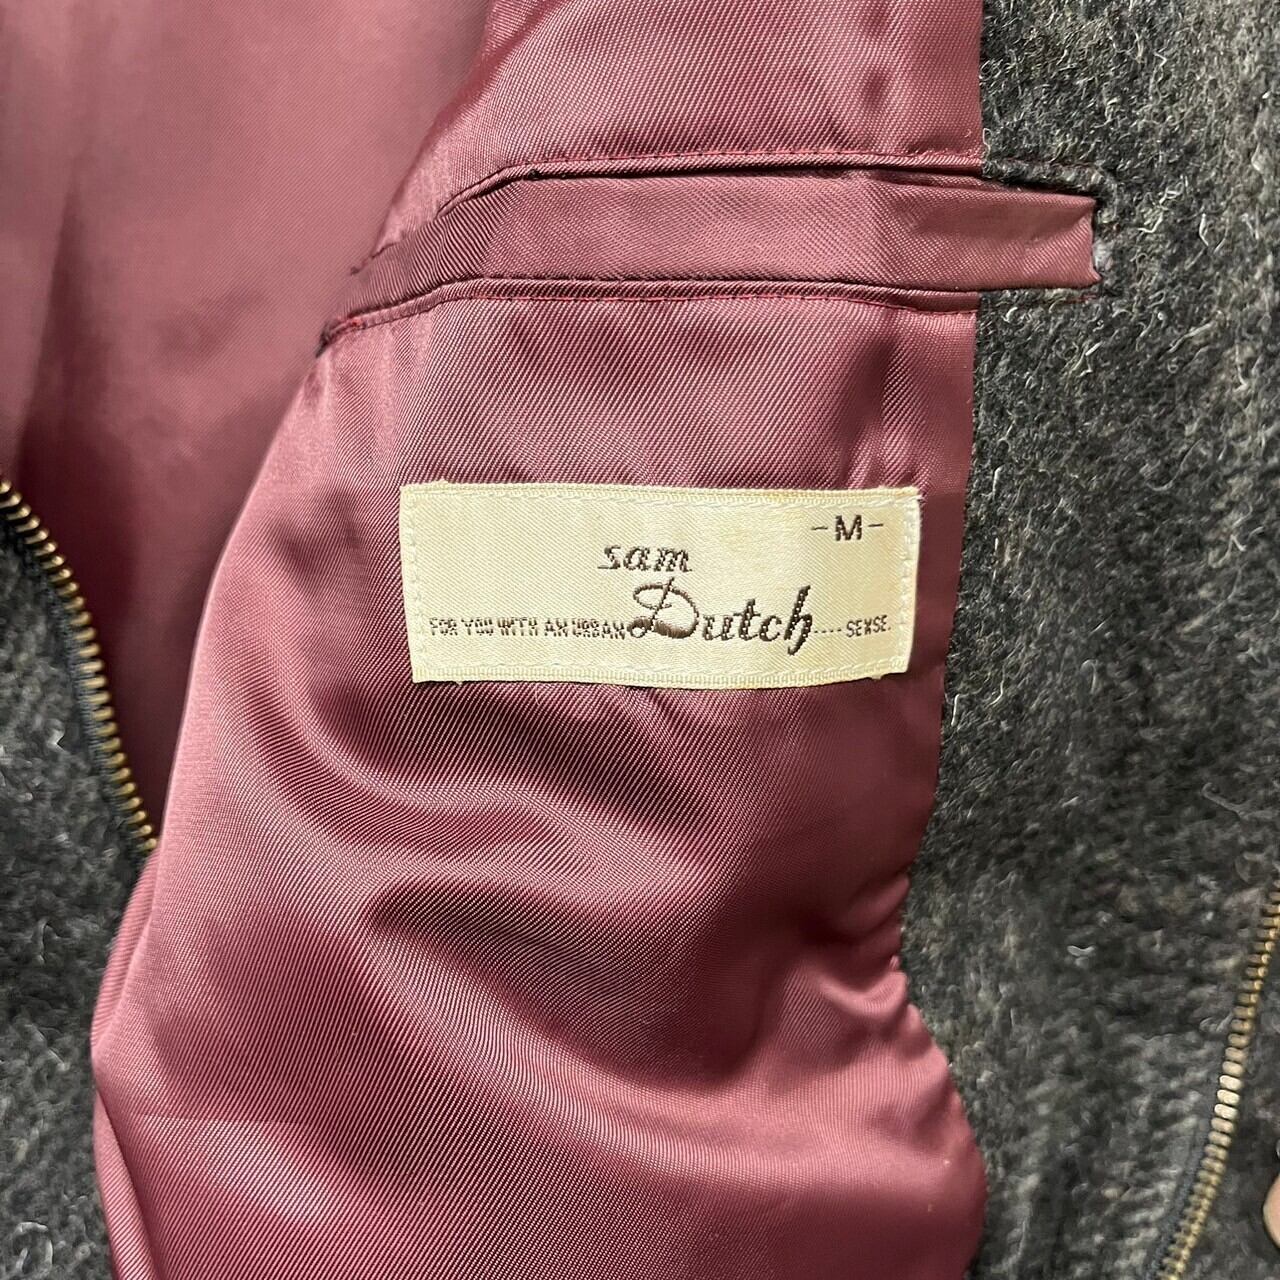 -M-
sam
Dutch
FOR YOU WITH AN URBAN .... SENSE.